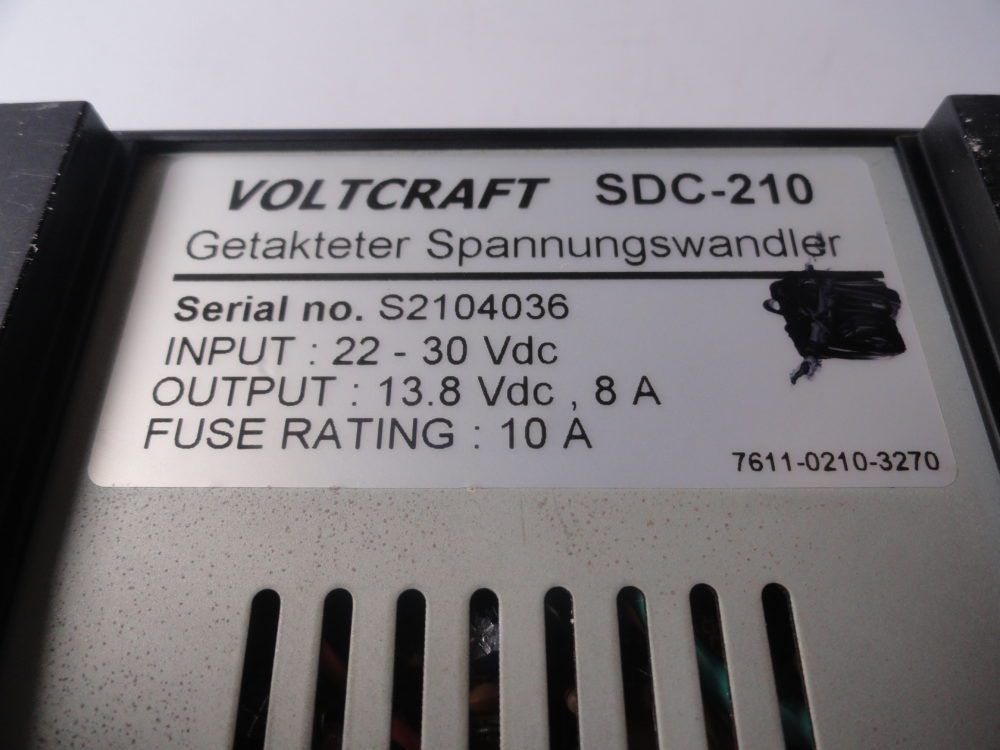 VOLTCRAFT SDC-210
Getakteter Spannungswandler
Serial no. S2104036
INPUT : 22 - 30 Vdc
OUTPUT : 13.8 Vdc , 8 A
FUSE RATING : 10 A
7611-0210-3270